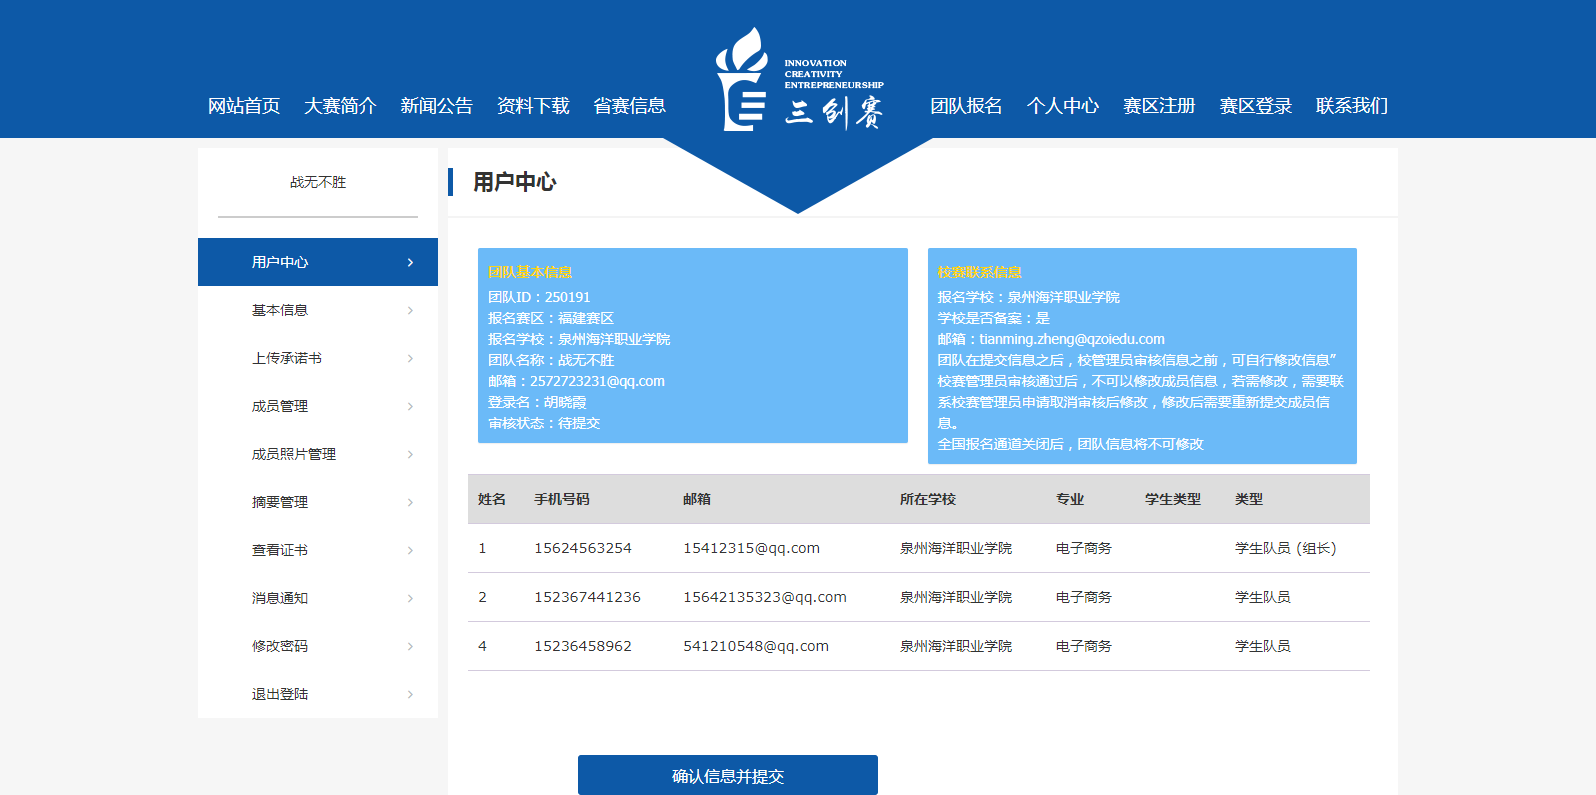 网站首页 大赛简介 新闻公告 资料下载 省赛信息
INNOVATION
CREATIVITY
ENTREPRENEURSHIP
三创赛
团队报名 个人中心 赛区注册 赛区登录 联系我们
战无不胜
用户中心
基本信息
上传承诺书
成员管理
成员照片管理
摘要管理
查看证书
消息通知
修改密码
退出登陆
用户中心
团队基本信息
团队ID：250191
报名赛区：福建赛区
报名学校：泉州海洋职业学院
团队名称：战无不胜
邮箱：2572723231@qq.com
登录名：胡晓霞
审核状态：待提交
校赛联系信息
报名学校：泉州海洋职业学院
学校是否备案：是
邮箱：tianming.zheng@qzoiedu.com
团队在提交信息之后，校管理员审核信息之前，可自行修改信息”
校赛管理员审核通过后，不可以修改成员信息，若需修改，需要联
系校赛管理员申请取消审核后修改，修改后需要重新提交成员信
息。
全国报名通道关闭后，团队信息将不可修改
姓名 手机号码 邮箱 所在学校 专业 学生类型 类型
1 15624563254 15412315@qq.com 泉州海洋职业学院 电子商务 学生队员 (组长)
2 152367441236 15642135323@qq.com 泉州海洋职业学院 电子商务 学生队员
4 15236458962 541210548@qq.com 泉州海洋职业学院 电子商务 学生队员
确认信息并提交